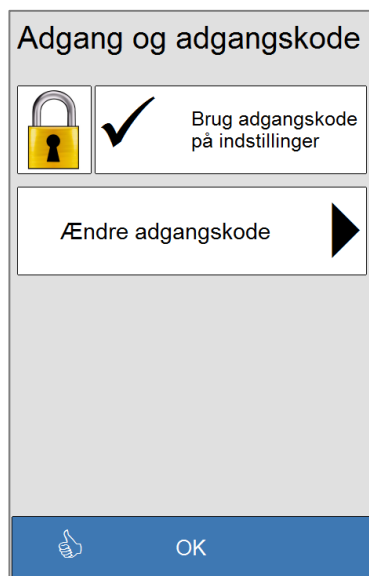 Adgang og adgangskode
Brug adgangskode
på indstillinger
Ændre adgangskode
OK